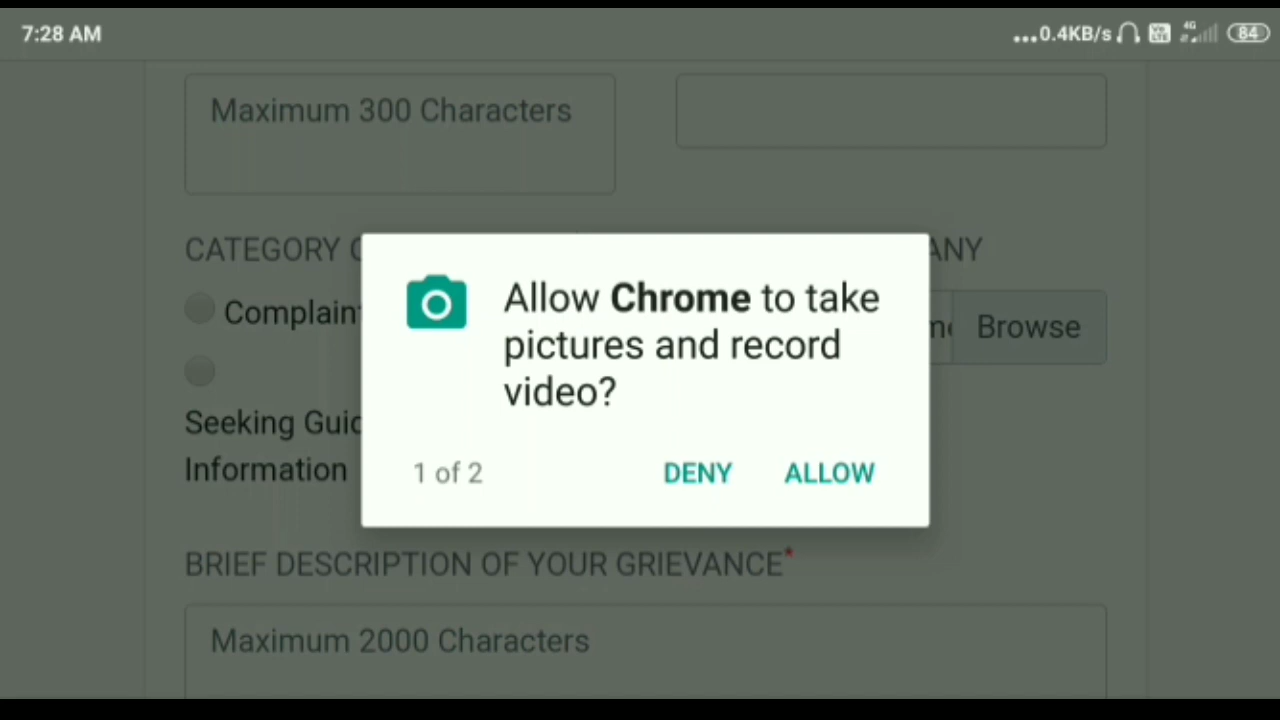 7:28 AM
...0.4KB/s 4G 84
Maximum 300 Characters
CATEGORY
ANY
Complain
Browse
Seeking
Information
Allow Chrome to take
pictures and record
video?
1 of 2 DENY ALLOW
BRIEF DESCRIPTION OF YOUR GRIEVANCE*
Maximum 2000 Characters